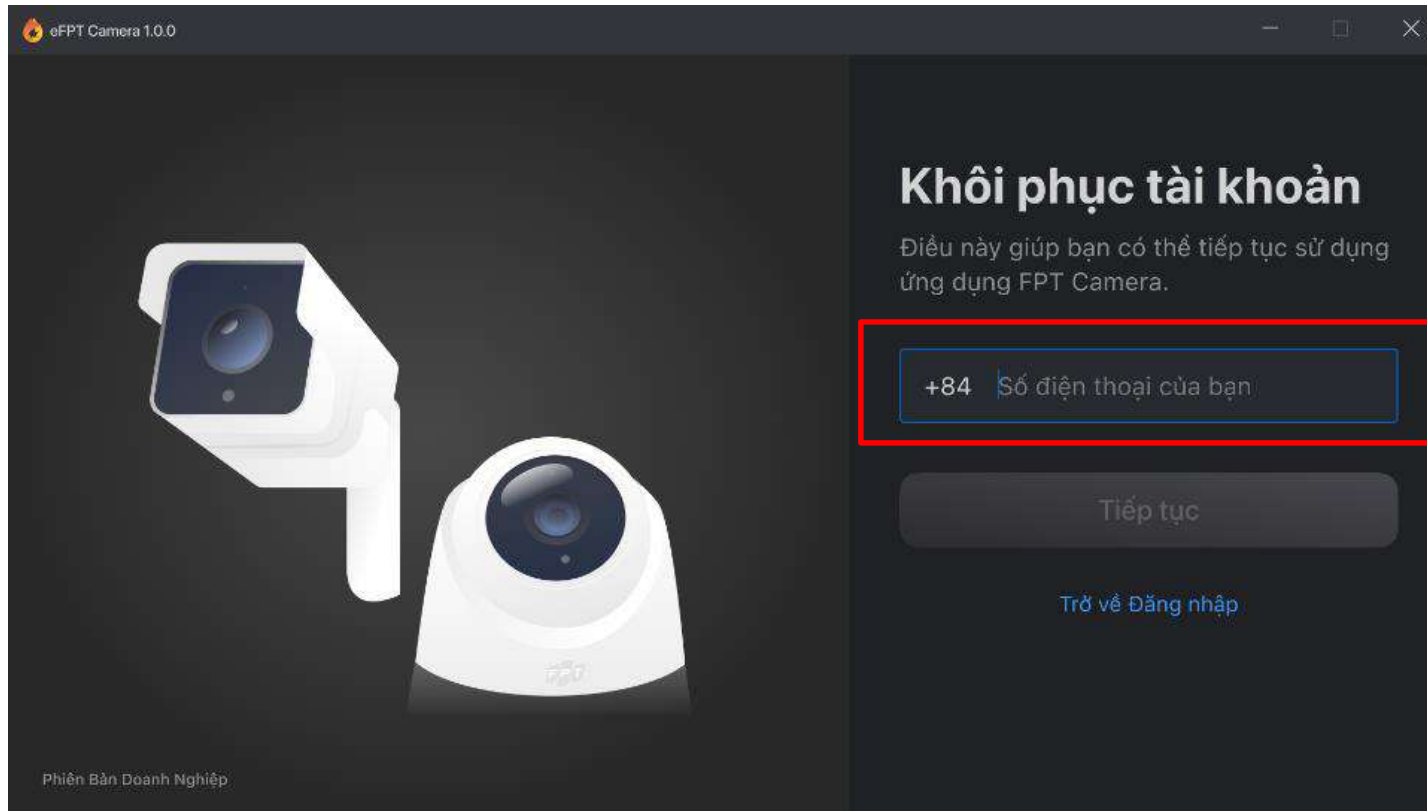 eFPT Camera 1.0.0
Khôi phục tài khoản
Điều này giúp bạn có thể tiếp tục sử dụng
ứng dụng FPT Camera.
+84 Số điện thoại của bạn
Tiếp tục
Trở về Đăng nhập
FPT
Phiên Bản Doanh Nghiệp